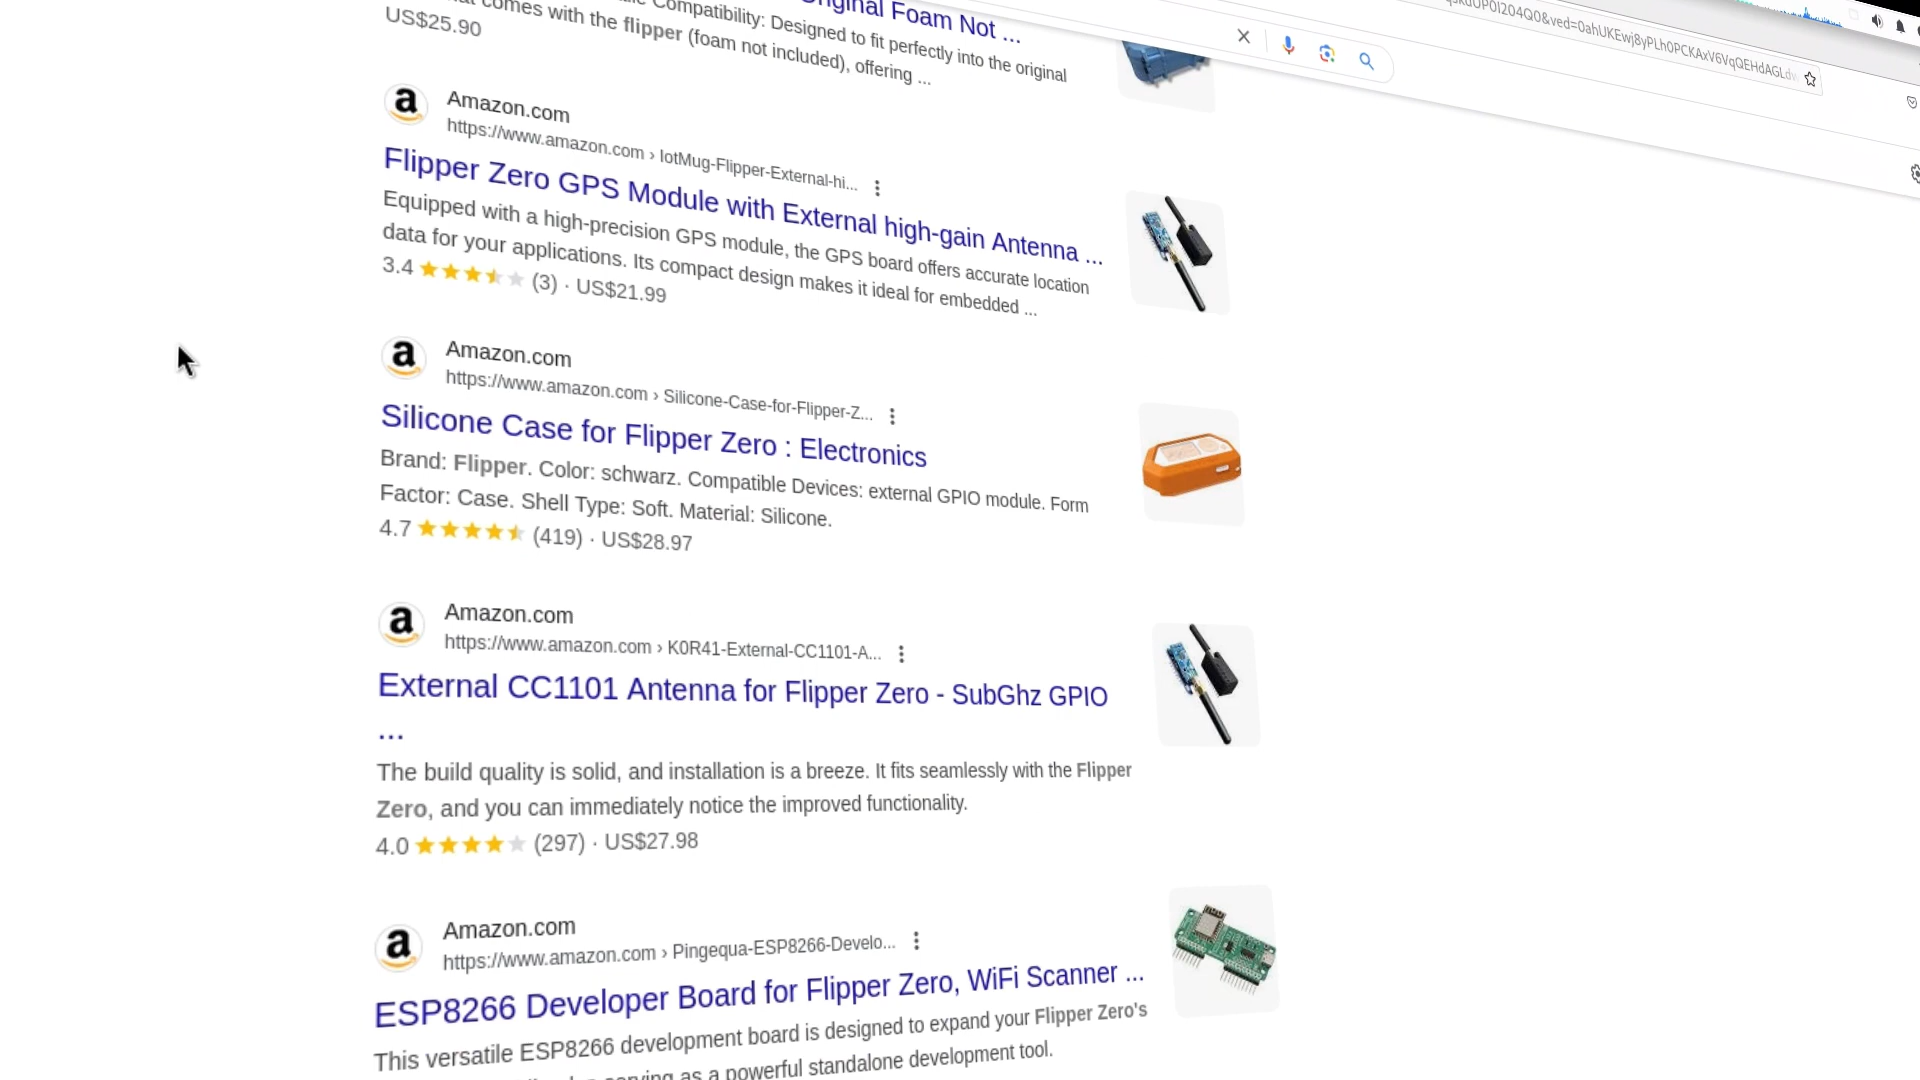 Original Foam Not ...
Compatibility: Designed to fit perfectly into the original
comes with the flipper (foam not included), offering ...
US$25.90
Amazon.com
https://www.amazon.com › IotMug-Flipper-External-hi...
Flipper Zero GPS Module with External high-gain Antenna ...
Equipped with a high-precision GPS module, the GPS board offers accurate location
data for your applications. Its compact design makes it ideal for embedded ...
3.4 (3) · US$21.99
Amazon.com
https://www.amazon.com › Silicone-Case-for-Flipper-Z...
Silicone Case for Flipper Zero : Electronics
Brand: Flipper. Color: schwarz. Compatible Devices: external GPIO module. Form
Factor: Case. Shell Type: Soft. Material: Silicone.
4.7 (419) · US$28.97
Amazon.com
https://www.amazon.com › K0R41-External-CC1101-A...
External CC1101 Antenna for Flipper Zero - SubGhz GPIO
...
The build quality is solid, and installation is a breeze. It fits seamlessly with the Flipper
Zero, and you can immediately notice the improved functionality.
4.0 (297) · US$27.98
Amazon.com
https://www.amazon.com › Pingequa-ESP8266-Develo...
ESP8266 Developer Board for Flipper Zero, WiFi Scanner ...
This versatile ESP8266 development board is designed to expand your Flipper Zero's
serving as a powerful standalone development tool.